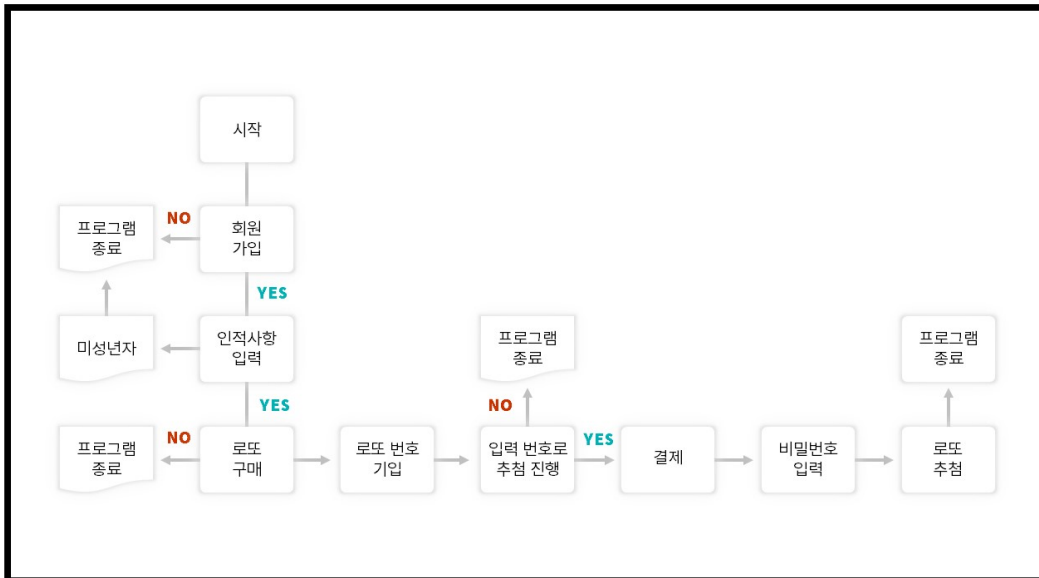 시작
프로그램
종료
NO
회원
가입
YES
미성년자
인적사항
입력
YES
프로그램
종료
NO
로또
구매
로또 번호
기입
프로그램
종료
NO
입력 번호로
추첨 진행
YES
결제
비밀번호
입력
프로그램
종료
로또
추첨